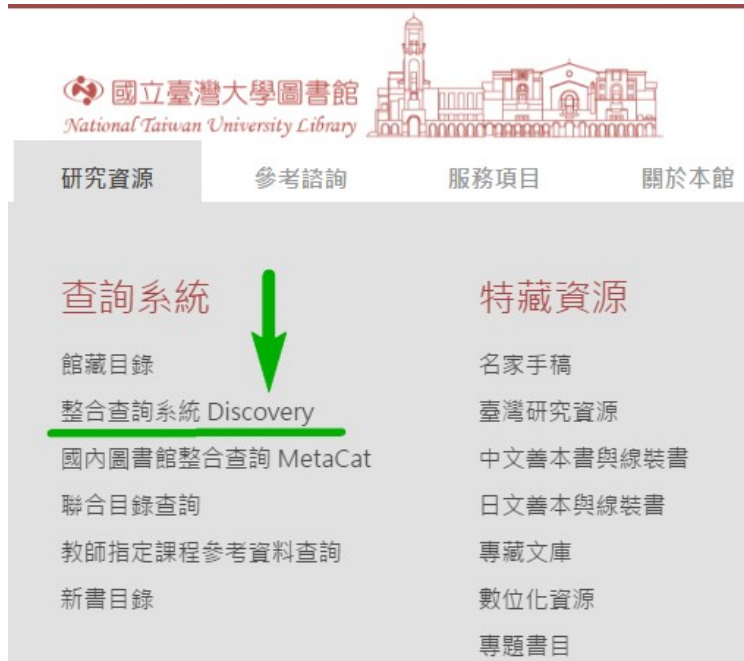 國立臺灣大學圖書館
National Taiwan University Library
研究資源 參考諮詢 服務項目 關於本館
查詢系統
館藏目錄
整合查詢系統 Discovery
國內圖書館整合查詢 MetaCat
聯合目錄查詢
教師指定課程參考資料查詢
新書目錄
特藏資源
名家手稿
臺灣研究資源
中文善本書與線裝書
日文善本與線裝書
專藏文庫
數位化資源
專題書目